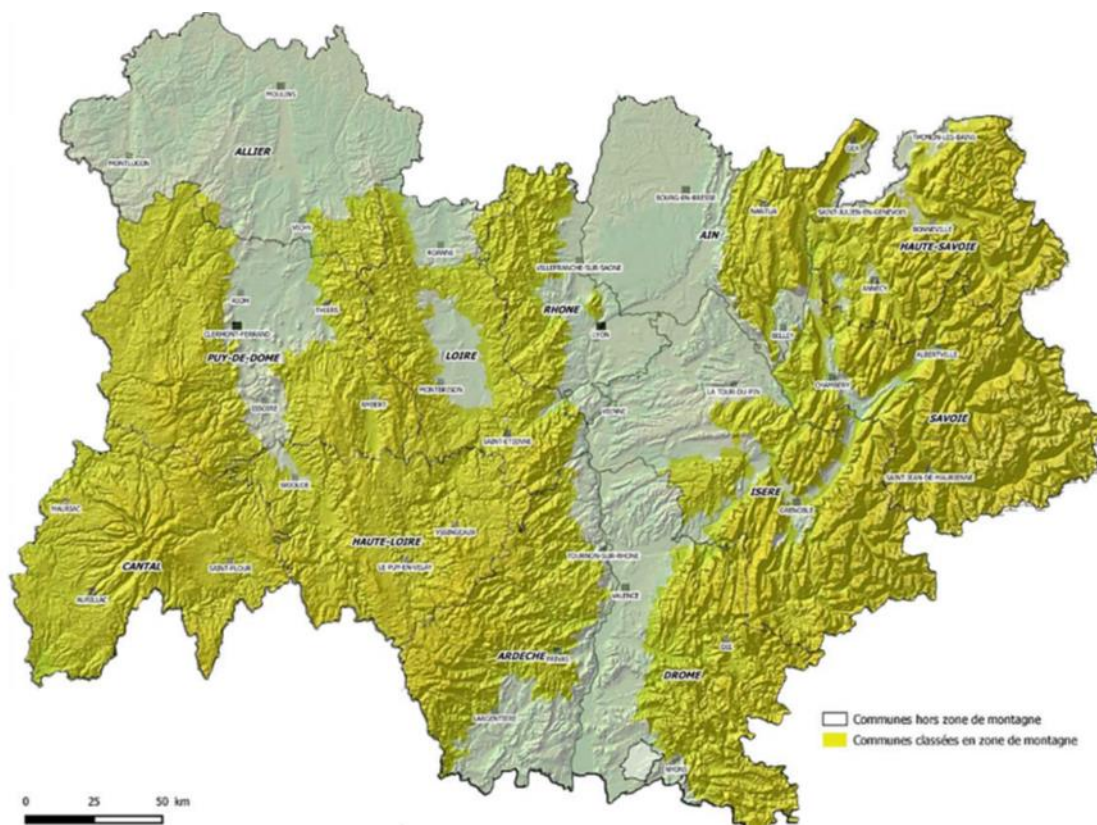 MOULINS
MONTLUCON
ALLIER
VICHY
ROANNE
BOURG-EN-BRESSE
NANTUA
GEX
THONON-LES-BAINS
SAINT-JULIEN-EN-GENEVOIS
BONNEVILLE
AIN
HAUTE-SAVOIE
VILLEFRANCHE-SUR-SAONE
ANNECY
RIOM
THIERS
RHONE
LYON
BELLEY
CLERMONT-FERRAND
PUY-DE-DOME
LOIRE
ALBERTVILLE
MONTBRISON
LA TOUR-DU-PIN
CHAMBERY
ISSOIRE
AMBERT
VIENNE
SAVOIE
SAINT-ETIENNE
BRIOUDE
ISERE
SAINT-JEAN-DE-MAURIENNE
GRENOBLE
MAURIAC
YSSINGEAUX
HAUTE-LOIRE
TOURNON-SUR-RHONE
CANTAL
SAINT-FLOUR
LE PUY-EN-VELAY
VALENCE
AURILLAC
ARDECHE
PRIVAS
DIE
DROME
LARGENTIERE
NYONS
Communes hors zone de montagne
Communes classées en zone de montagne
0 25 50 km